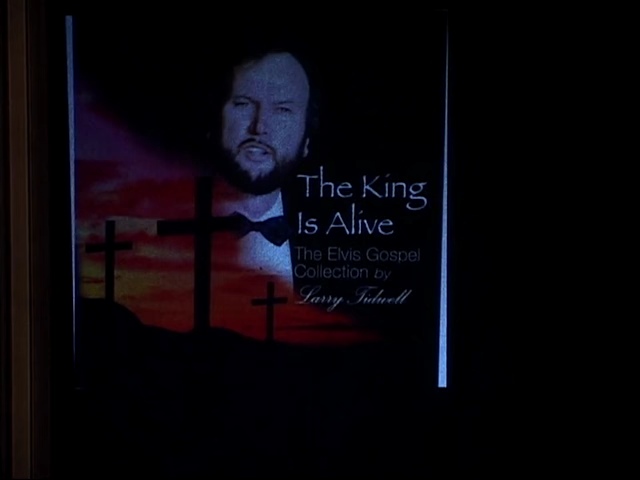 The King
Is Alive
The Elvis Gospel
Collection by
Larry Tidwell